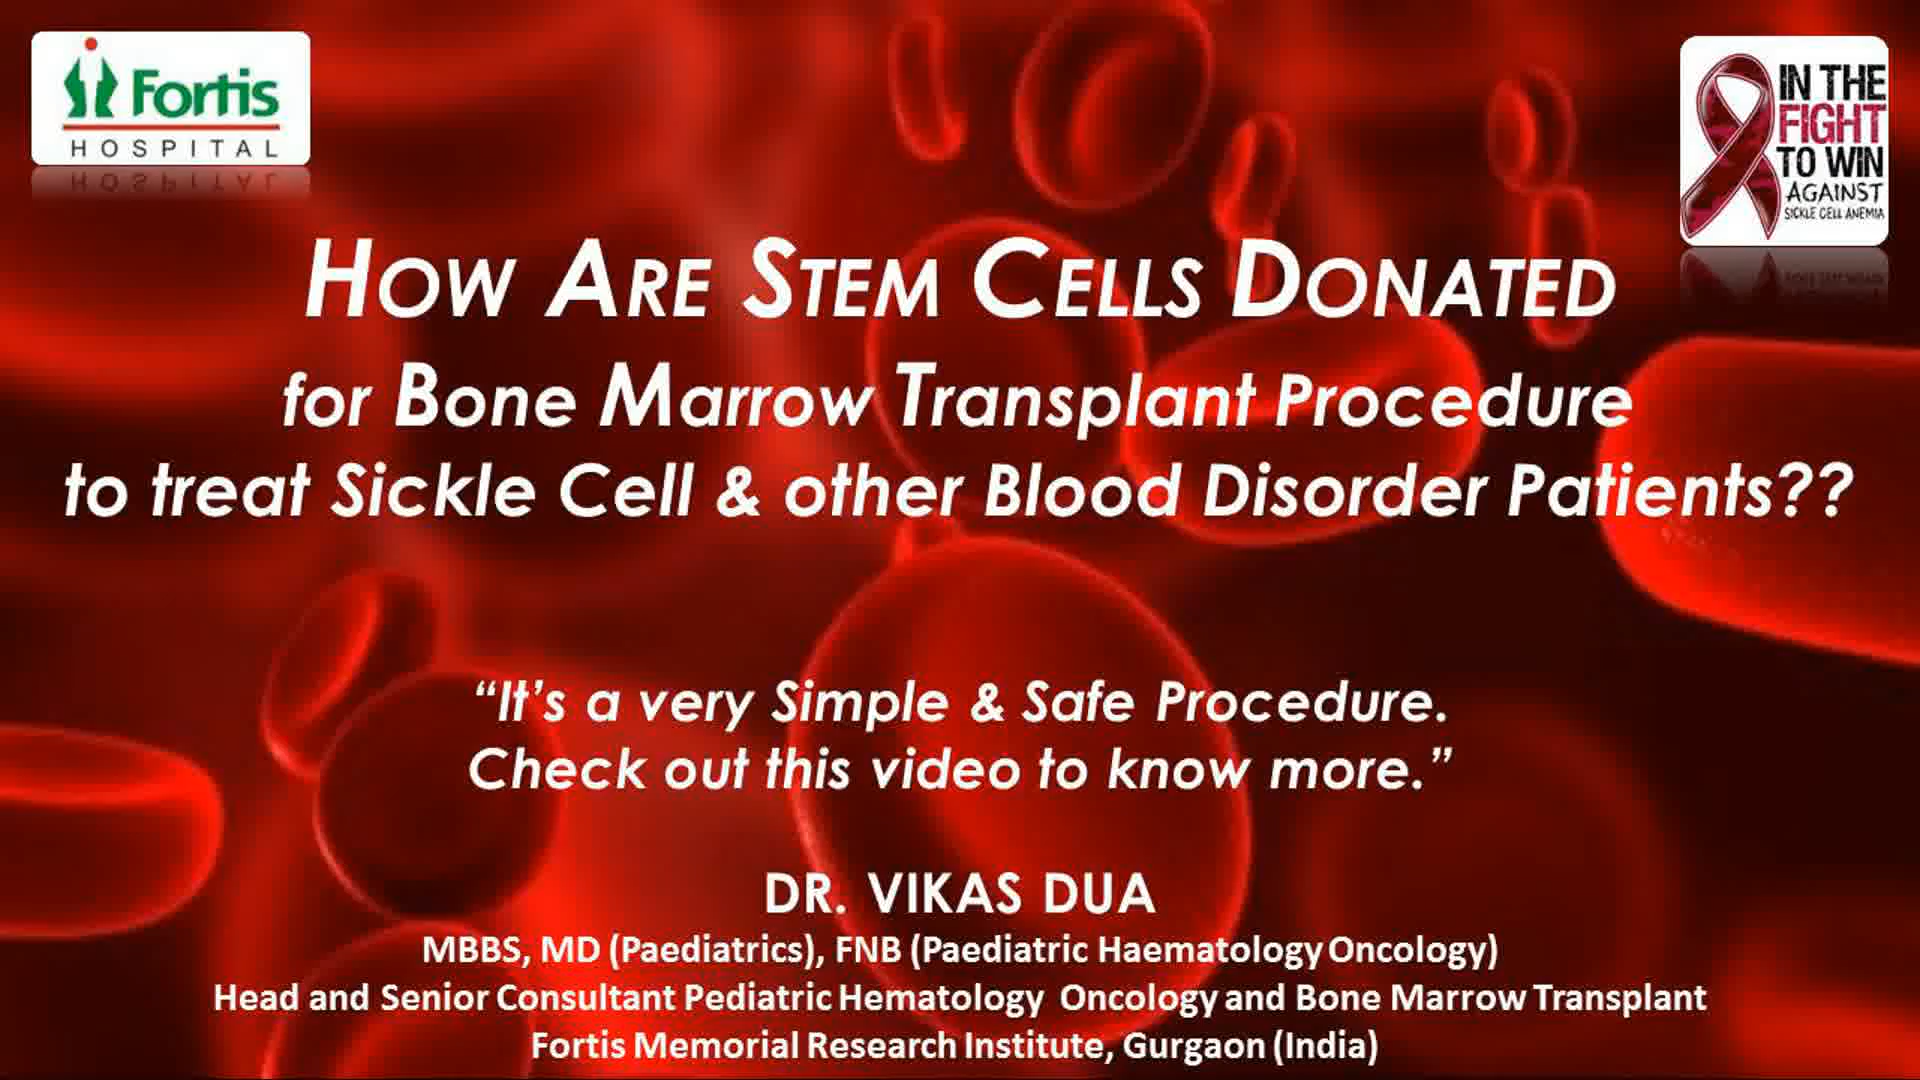 Fortis
HOSPITAL
IN THE
FIGHT
TO WIN
AGAINST
SICKLE CELL ANEMIA
HOW ARE STEM CELLS DONATED
for Bone Marrow Transplant Procedure
to treat Sickle Cell & other Blood Disorder Patients??
“It’s a very Simple & Safe Procedure.
Check out this video to know more.”
DR. VIKAS DUA
MBBS, MD (Paediatrics), FNB (Paediatric Haematology Oncology)
Head and Senior Consultant Pediatric Hematology Oncology and Bone Marrow Transplant
Fortis Memorial Research Institute, Gurgaon (India)